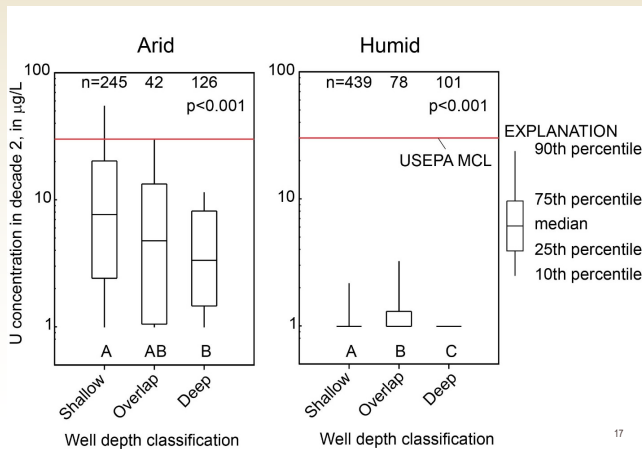 Arid
Humid
U concentration in decade 2, in µg/L
100
10
1
n=245 42 126
p<0.001
A AB B
Shallow
Overlap
Deep
Well depth classification
100
10
1
n=439 78 101
p<0.001
USEPA MCL
A B C
Shallow
Overlap
Deep
Well depth classification
EXPLANATION
90th percentile
75th percentile
median
25th percentile
10th percentile
17